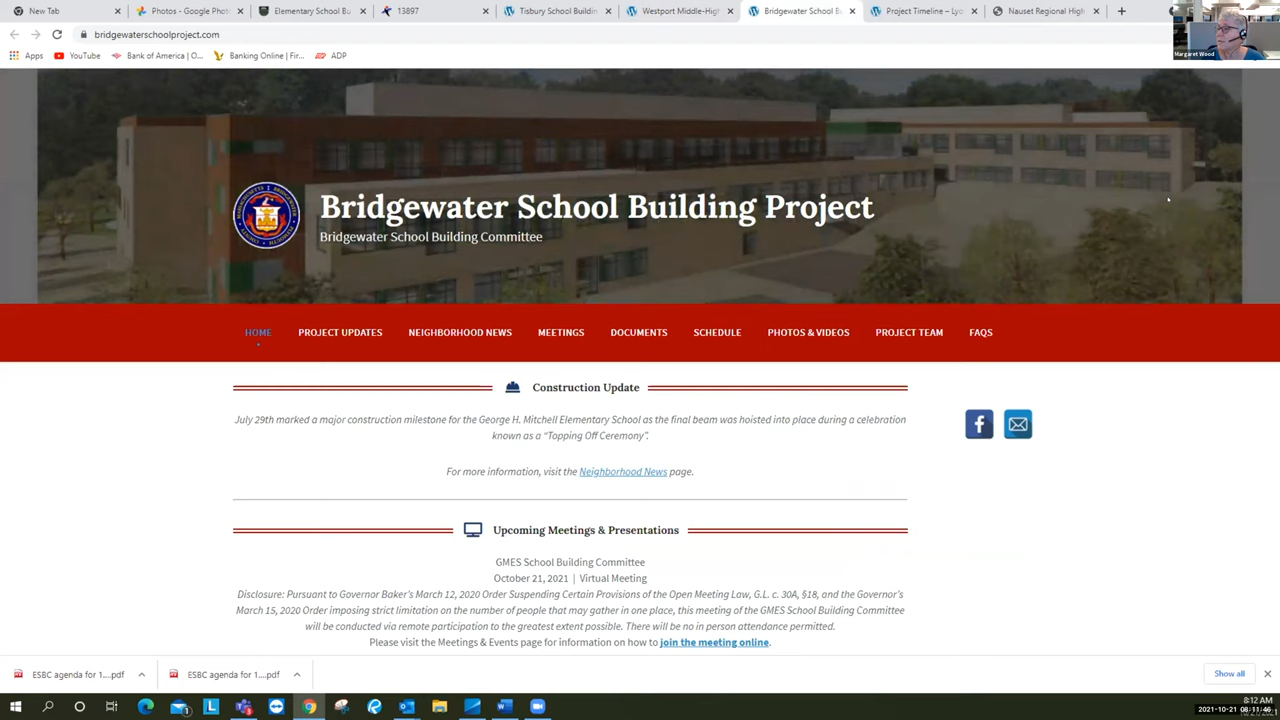 New Tab
Photos - Google Phot
Elementary School Bu
13897
Tisbury School Buildin
Westport Middle-Hig
Bridgewater School B
Project Timeline – Lyo
Nauset Regional High
bridgewaterschoolproject.com
Apps
YouTube
Bank of America | O...
Banking Online | Fir...
ADP
Margaret Wood
Bridgewater School Building Project
Bridgewater School Building Committee
HOME
PROJECT UPDATES
NEIGHBORHOOD NEWS
MEETINGS
DOCUMENTS
SCHEDULE
PHOTOS & VIDEOS
PROJECT TEAM
FAQS
Construction Update
July 29th marked a major construction milestone for the George H. Mitchell Elementary School as the final beam was hoisted into place during a celebration
known as a “Topping Off Ceremony”.
For more information, visit the Neighborhood News page.
Upcoming Meetings & Presentations
GMES School Building Committee
October 21, 2021 | Virtual Meeting
Disclosure: Pursuant to Governor Baker’s March 12, 2020 Order Suspending Certain Provisions of the Open Meeting Law, G.L. c. 30A, §18, and the Governor’s
March 15, 2020 Order imposing strict limitation on the number of people that may gather in one place, this meeting of the GMES School Building Committee
will be conducted via remote participation to the greatest extent possible. There will be no in person attendance permitted.
Please visit the Meetings & Events page for information on how to join the meeting online.
ESBC agenda for 1....pdf
ESBC agenda for 1....pdf
Show all
8:12 AM
2021-10-21 08:11:46